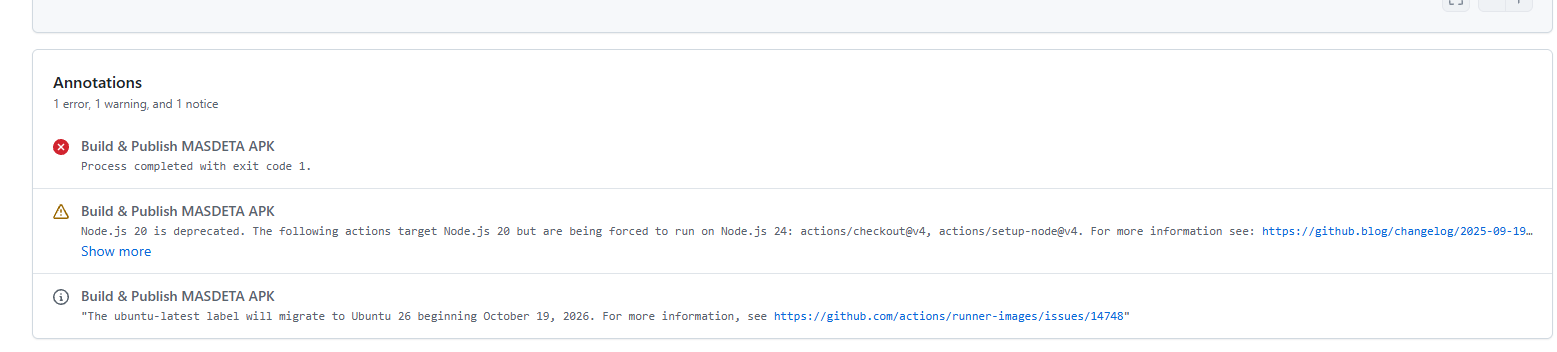 Annotations
1 error, 1 warning, and 1 notice
Build & Publish MASDETA APK
Process completed with exit code 1.
Build & Publish MASDETA APK
Node.js 20 is deprecated. The following actions target Node.js 20 but are being forced to run on Node.js 24: actions/checkout@v4, actions/setup-node@v4. For more information see: https://github.blog/changelog/2025-09-19…
Show more
Build & Publish MASDETA APK
"The ubuntu-latest label will migrate to Ubuntu 26 beginning October 19, 2026. For more information, see https://github.com/actions/runner-images/issues/14748"